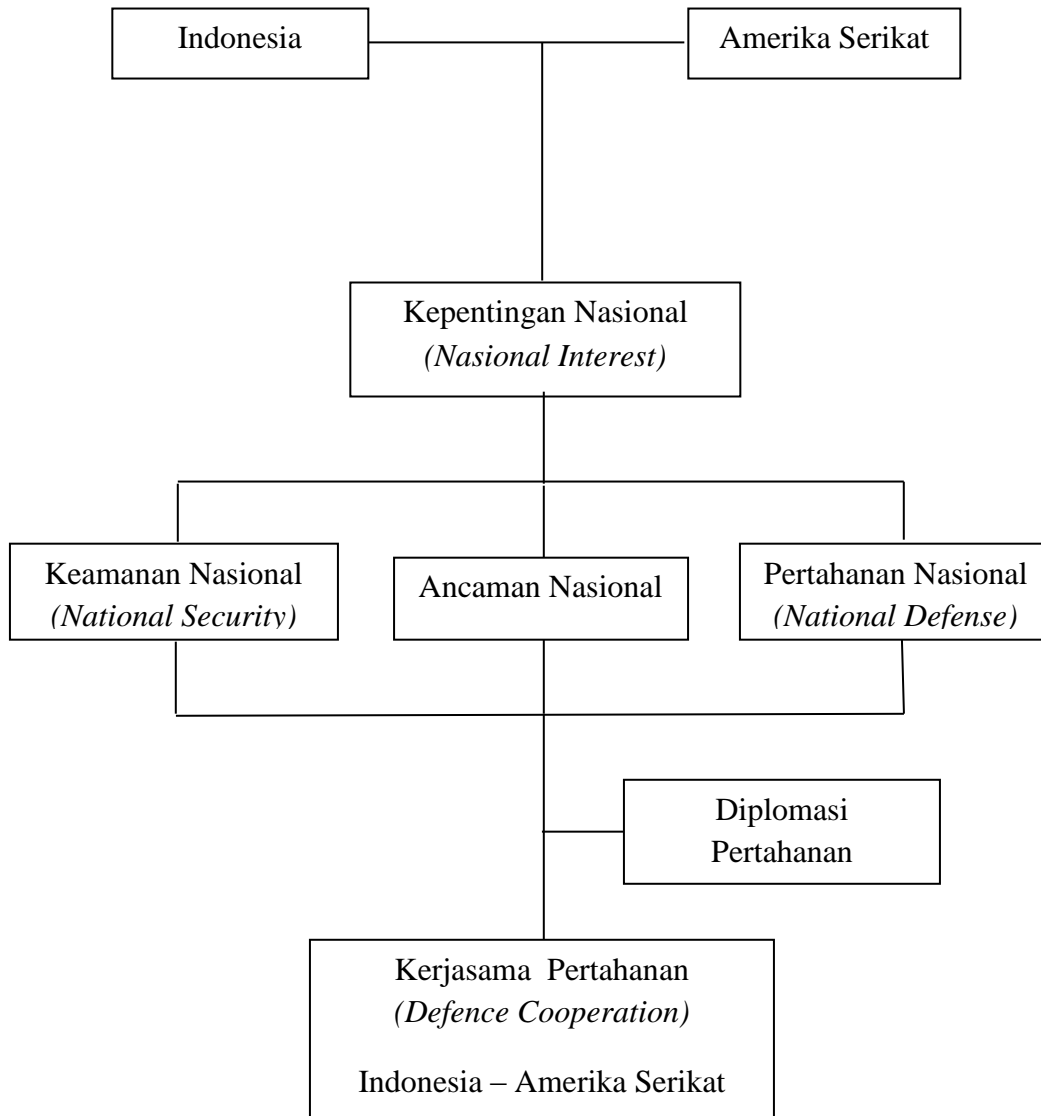 Indonesia
Amerika Serikat
Kepentingan Nasional
(Nasional Interest)
Keamanan Nasional
(National Security)
Ancaman Nasional
Pertahanan Nasional
(National Defense)
Diplomasi
Pertahanan
Kerjasama Pertahanan
(Defence Cooperation)
Indonesia – Amerika Serikat